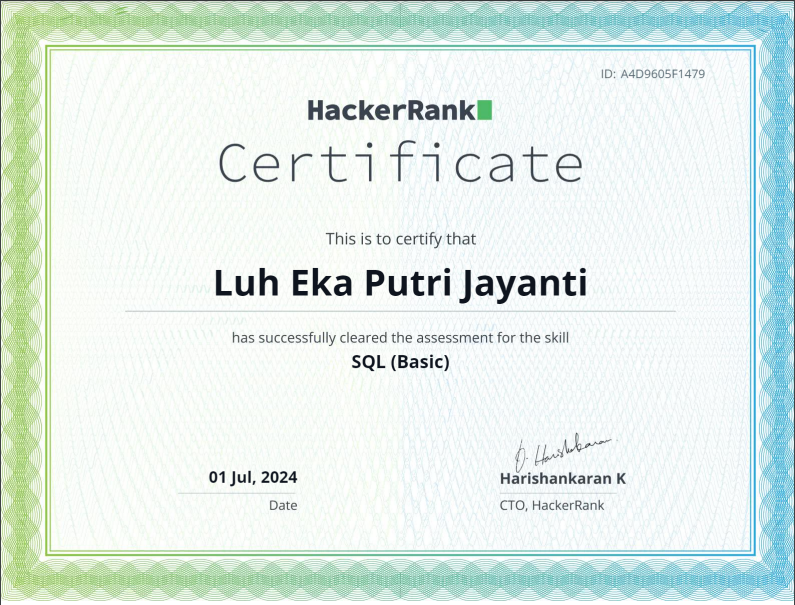 ID: A4D9605F1479
HackerRank
Certificate
This is to certify that
Luh Eka Putri Jayanti
has successfully cleared the assessment for the skill
SQL (Basic)
D. Harishankaran
01 Jul, 2024
Harishankaran K
Date
CTO, HackerRank